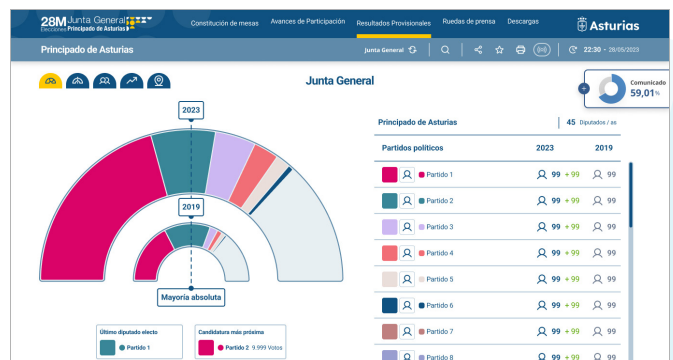 28M Junta General
Elecciones Principado de Asturias
Constitución de mesas
Avances de Participación
Resultados Provisionales
Ruedas de prensa
Descargas
Asturias
Principado de Asturias
Junta General
22:30 - 28/05/2023
Junta General
Comunicado
59,01%
2023
2019
Mayoría absoluta
Último diputado electo
Partido 1
Candidatura más próxima
Partido 2 9.999 Votos
Principado de Asturias 45 Diputados / as
Partidos políticos 2023 2019
Partido 1 99 +99 99
Partido 2 99 +99 99
Partido 3 99 +99 99
Partido 4 99 +99 99
Partido 5 99 +99 99
Partido 6 99 +99 99
Partido 7 99 +99 99
Partido 8 99 +99 99